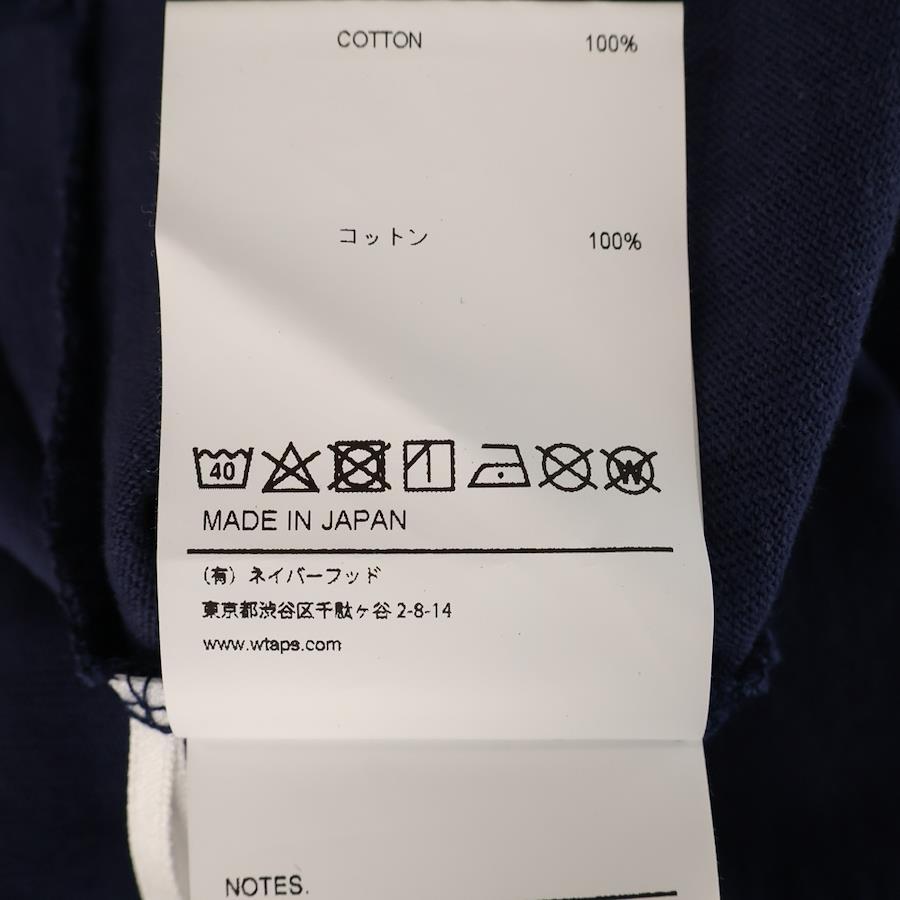 COTTON 100%
コットン 100%
40 W
MADE IN JAPAN
(有) ネイバーフッド
東京都渋谷区千駄ヶ谷 2-8-14
www.wtaps.com
NOTES.